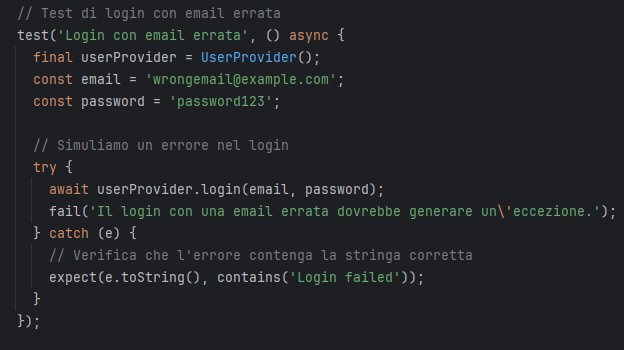 // Test di login con email errata
test('Login con email errata', () async {
final userProvider = UserProvider();
const email = 'wrongemail@example.com';
const password = 'password123';
// Simuliamo un errore nel login
try {
await userProvider.login(email, password);
fail('Il login con una email errata dovrebbe generare un\'eccezione.');
} catch (e) {
// Verifica che l'errore contenga la stringa corretta
expect(e.toString(), contains('Login failed'));
}
});